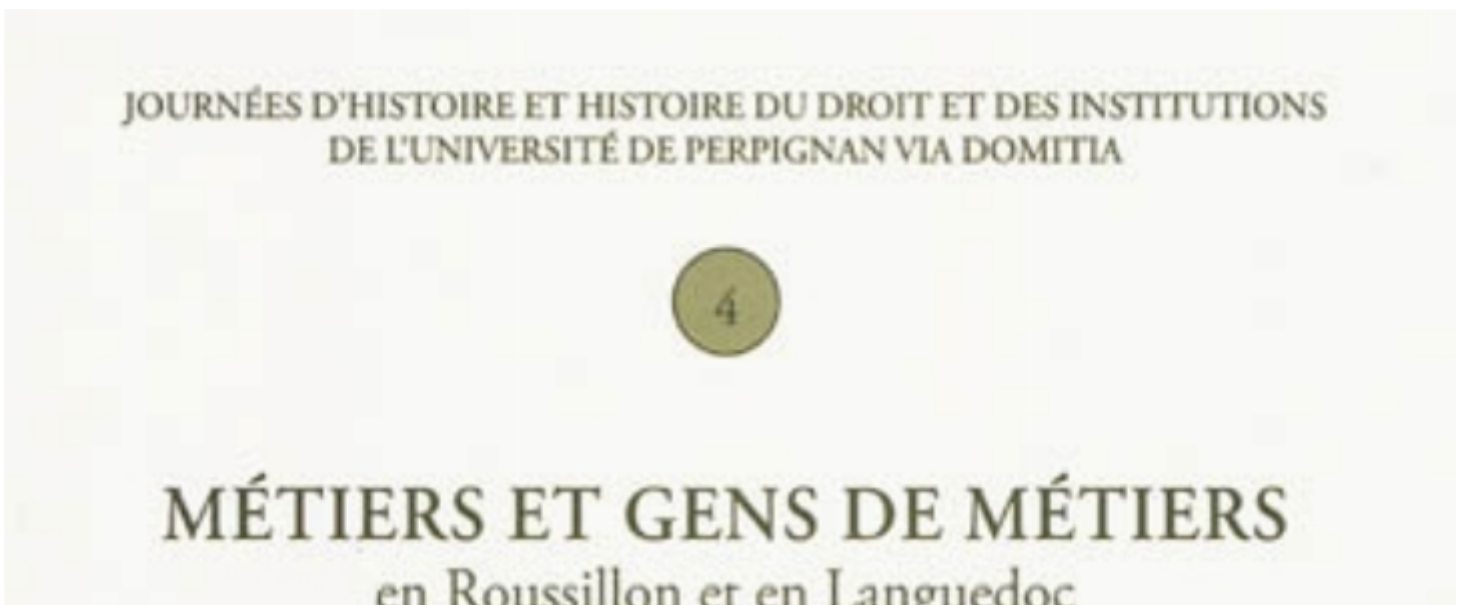 JOURNÉES D'HISTOIRE ET HISTOIRE DU DROIT ET DES INSTITUTIONS
DE L'UNIVERSITÉ DE PERPIGNAN VIA DOMITIA
4
MÉTIERS ET GENS DE MÉTIERS
en Roussillon et en Languedoc